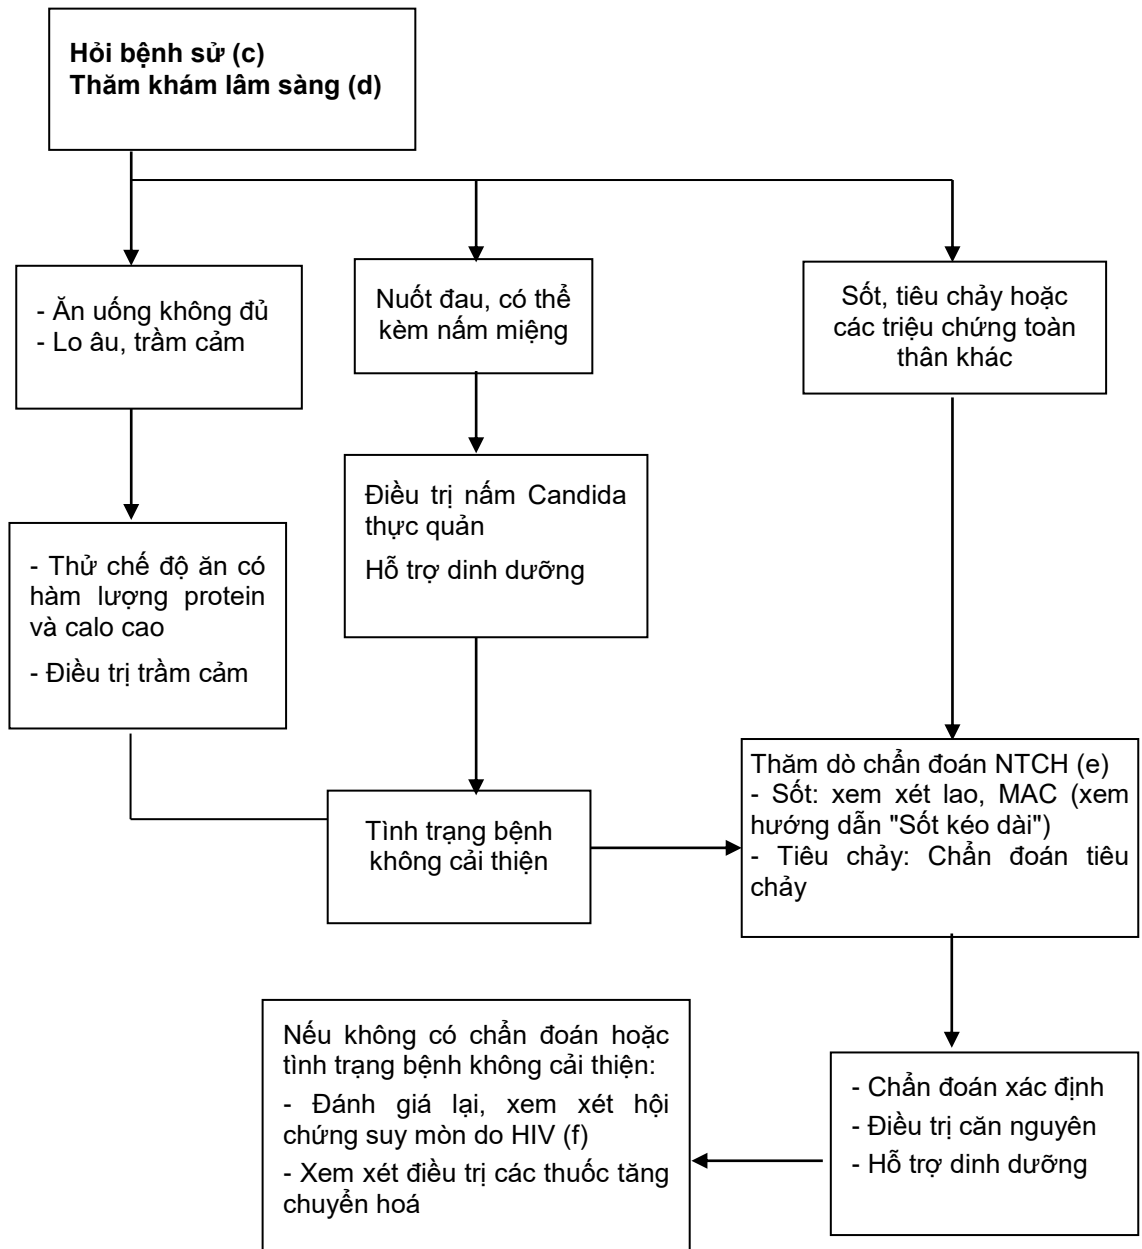 Hỏi bệnh sử (c)
Thăm khám lâm sàng (d)
- Ăn uống không đủ
- Lo âu, trầm cảm
Nuốt đau, có thể
kèm nấm miệng
Sốt, tiêu chảy hoặc
các triệu chứng toàn
thân khác
- Thử chế độ ăn có
hàm lượng protein
và calo cao
- Điều trị trầm cảm
Điều trị nấm Candida
thực quản
Hỗ trợ dinh dưỡng
Tình trạng bệnh
không cải thiện
Thăm dò chẩn đoán NTCH (e)
- Sốt: xem xét lao, MAC (xem
hướng dẫn "Sốt kéo dài")
- Tiêu chảy: Chẩn đoán tiêu
chảy
Nếu không có chẩn đoán hoặc
tình trạng bệnh không cải thiện:
- Đánh giá lại, xem xét hội
chứng suy mòn do HIV (f)
- Xem xét điều trị các thuốc tăng
chuyển hoá
- Chẩn đoán xác định
- Điều trị căn nguyên
- Hỗ trợ dinh dưỡng